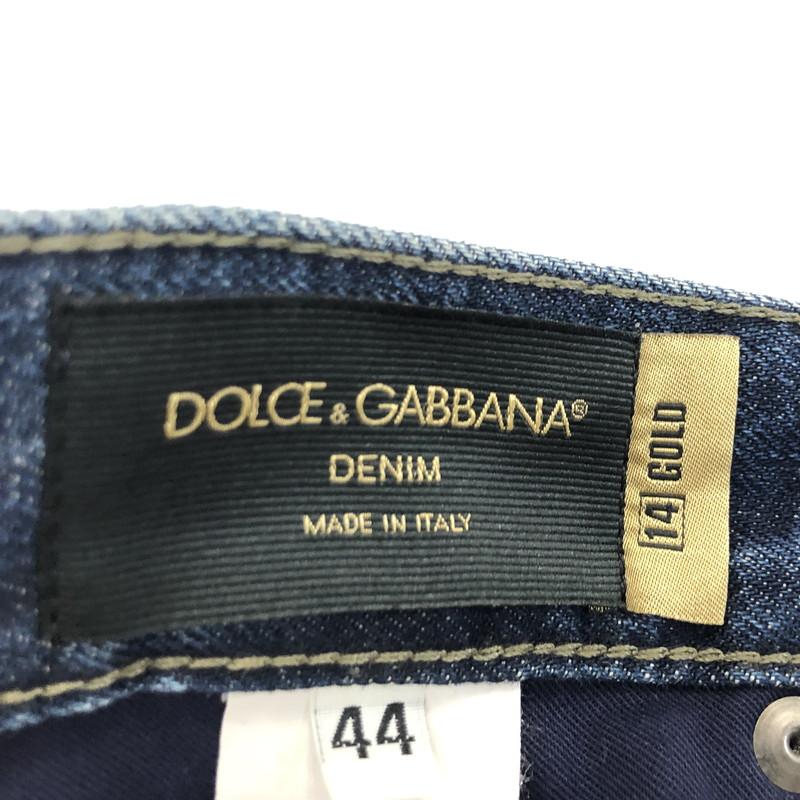 DOLCE & GABBANA®
DENIM
MADE IN ITALY
14 GOLD
44